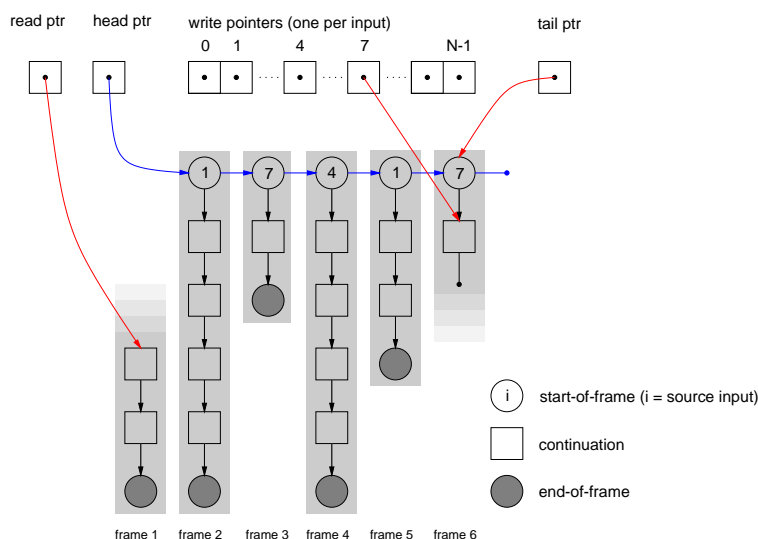 read ptr head ptr write pointers (one per input) tail ptr
0 1 4 7 N-1
1 7 4 1 7
i start-of-frame (i = source input)
continuation
end-of-frame
frame 1 frame 2 frame 3 frame 4 frame 5 frame 6